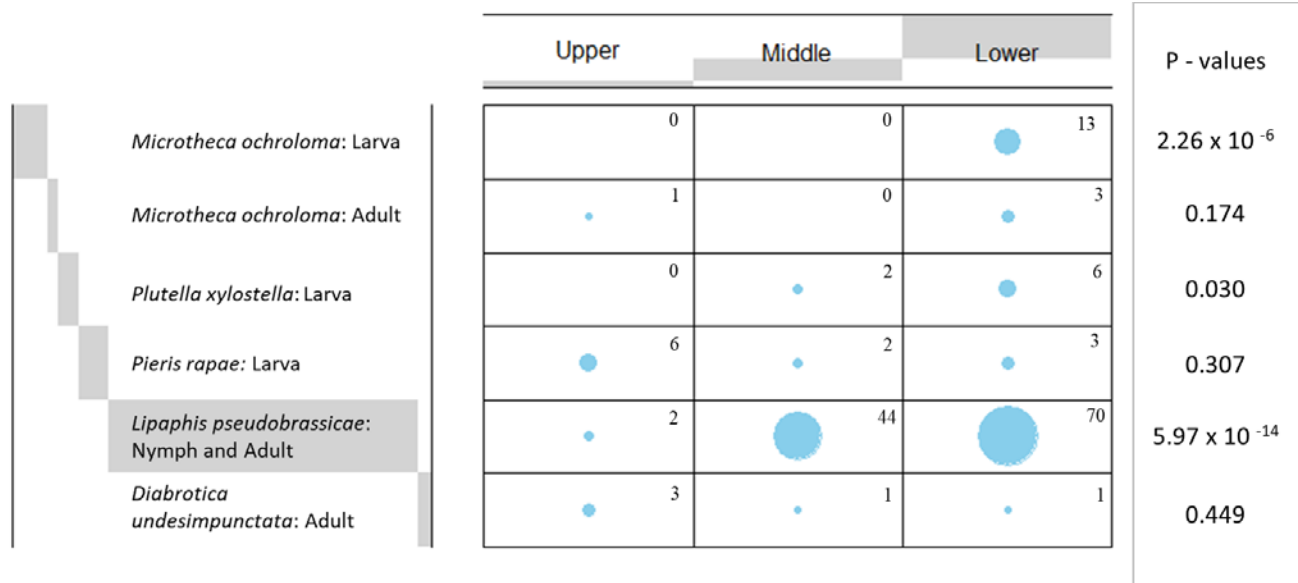 Upper Middle Lower P - values
Microtheca ochroloma: Larva 0 0 13 2.26 x 10 -6
Microtheca ochroloma: Adult 1 0 3 0.174
Plutella xylostella: Larva 0 2 6 0.030
Pieris rapae: Larva 6 2 3 0.307
Lipaphis pseudobrassicae:
Nymph and Adult 2 44 70 5.97 x 10 -14
Diabrotica
undesimpunctata: Adult 3 1 1 0.449